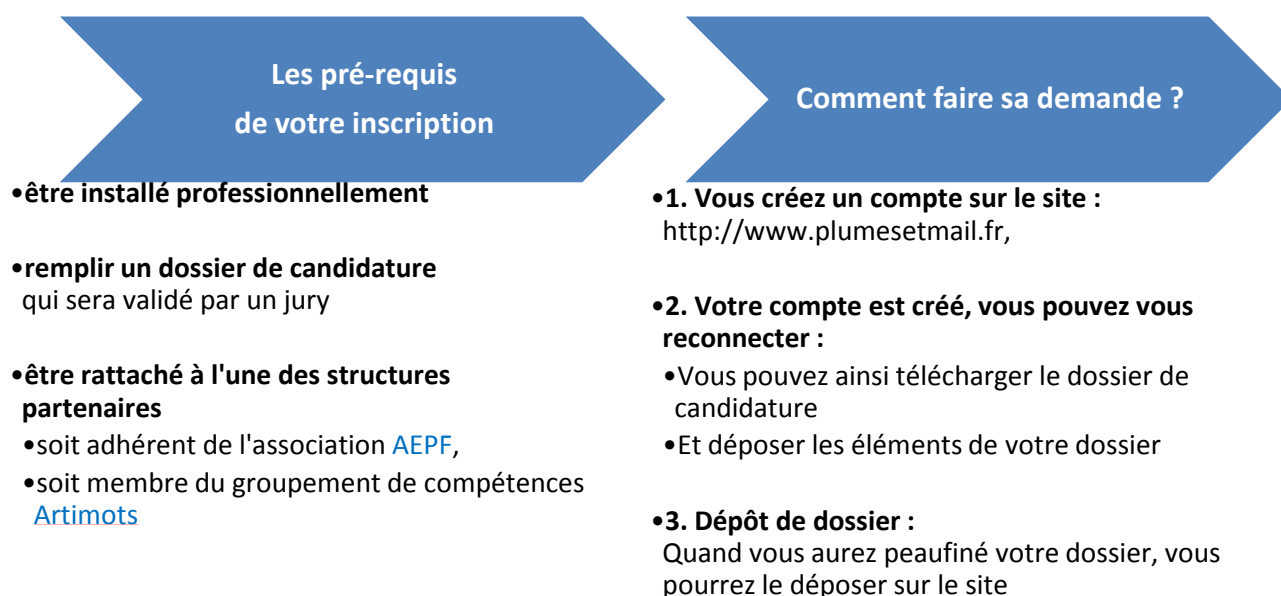 Les pré-requis
de votre inscription
•être installé professionnellement
•remplir un dossier de candidature
qui sera validé par un jury
•être rattaché à l'une des structures
partenaires
•soit adhérent de l'association AEPF,
•soit membre du groupement de compétences
Artimots
Comment faire sa demande ?
•1. Vous créez un compte sur le site :
http://www.plumesetmail.fr,
•2. Votre compte est créé, vous pouvez vous
reconnecter :
•Vous pouvez ainsi télécharger le dossier de
candidature
•Et déposer les éléments de votre dossier
•3. Dépôt de dossier :
Quand vous aurez peaufiné votre dossier, vous
pourrez le déposer sur le site